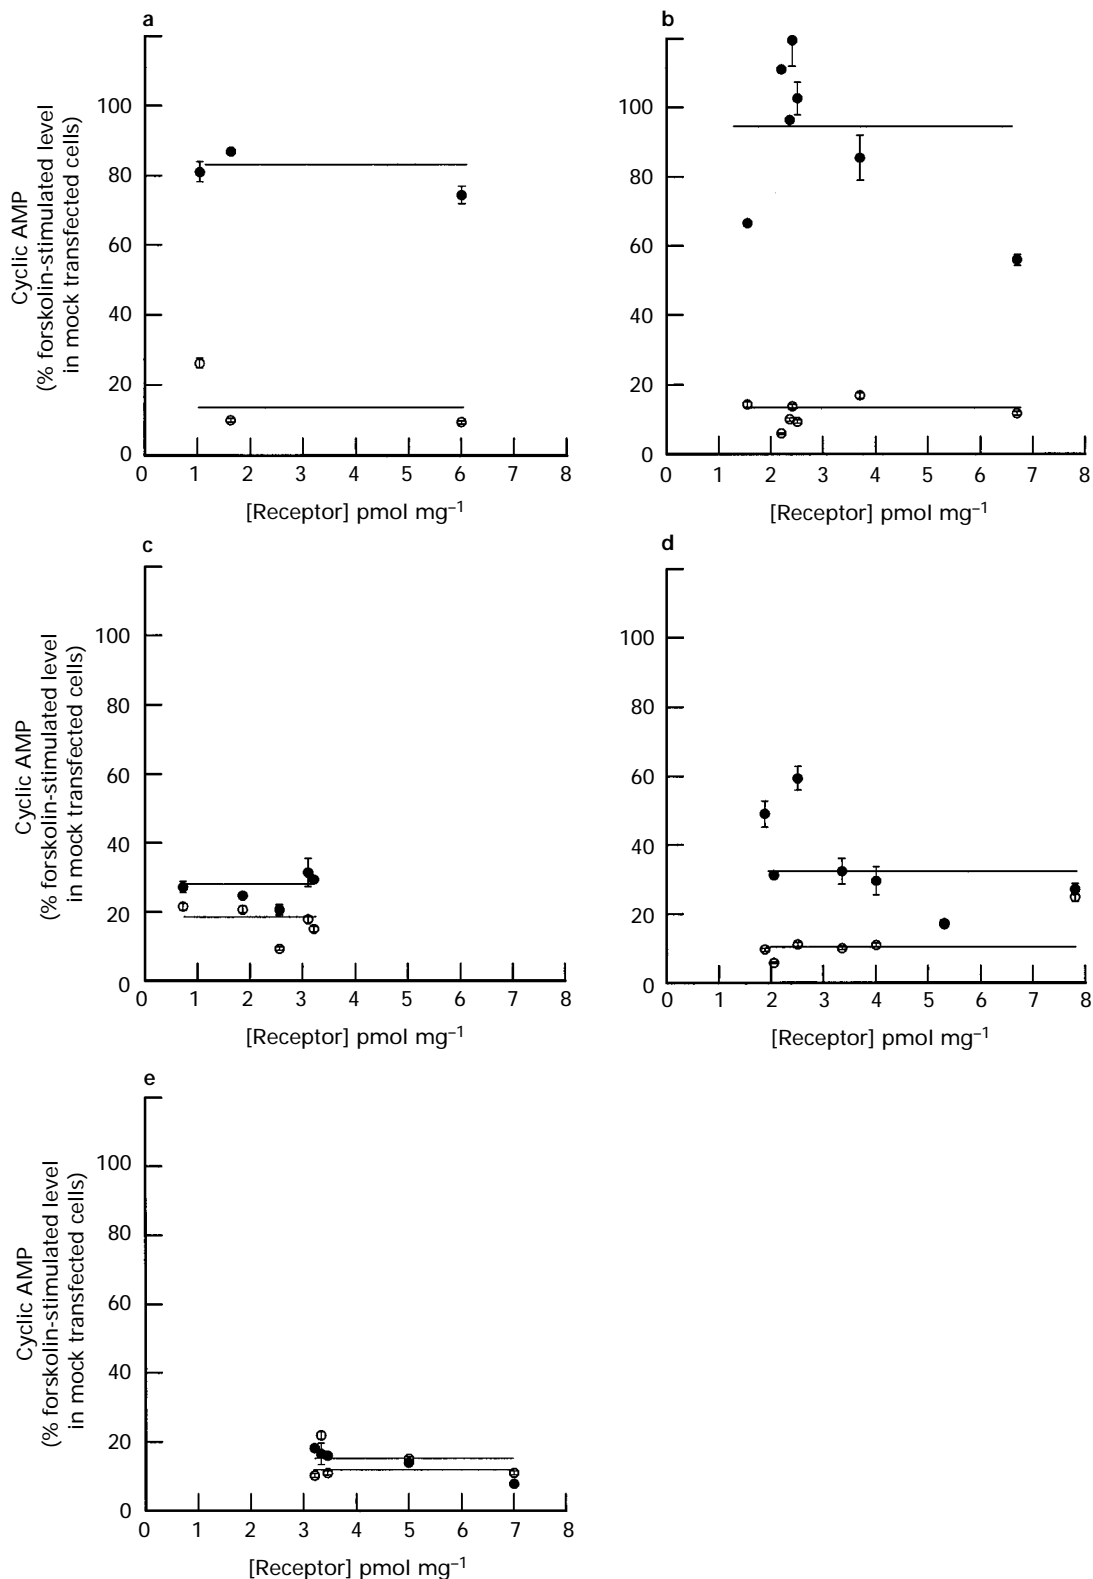 a
Cyclic AMP
(% forskolin-stimulated level
in mock transfected cells)
100
80
60
40
20
0
0 1 2 3 4 5 6 7 8
[Receptor] pmol mg⁻¹
b
100
80
60
40
20
0
0 1 2 3 4 5 6 7 8
[Receptor] pmol mg⁻¹
c
Cyclic AMP
(% forskolin-stimulated level
in mock transfected cells)
100
80
60
40
20
0
0 1 2 3 4 5 6 7 8
[Receptor] pmol mg⁻¹
d
100
80
60
40
20
0
0 1 2 3 4 5 6 7 8
[Receptor] pmol mg⁻¹
e
Cyclic AMP
(% forskolin-stimulated level
in mock transfected cells)
100
80
60
40
20
0
0 1 2 3 4 5 6 7 8
[Receptor] pmol mg⁻¹